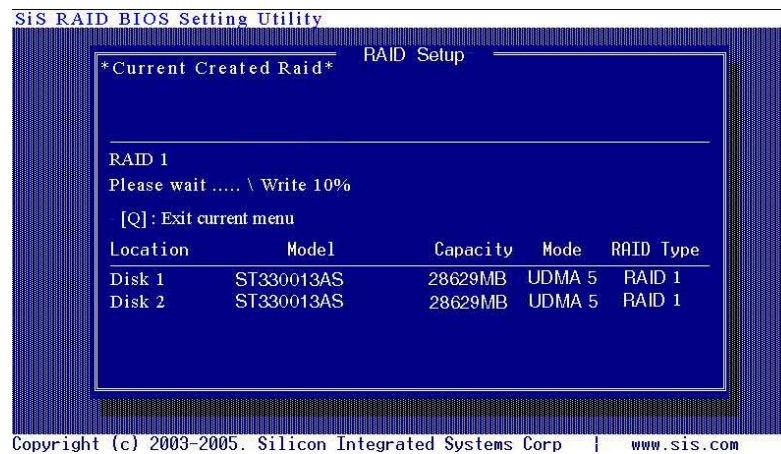 SiS RAID BIOS Setting Utility
RAID Setup
*Current Created Raid*
RAID 1
Please wait ..... \ Write 10%
[Q] : Exit current menu
Location Model Capacity Mode RAID Type
Disk 1 ST330013AS 28629MB UDMA 5 RAID 1
Disk 2 ST330013AS 28629MB UDMA 5 RAID 1
Copyright (c) 2003-2005. Silicon Integrated Systems Corp | www.sis.com